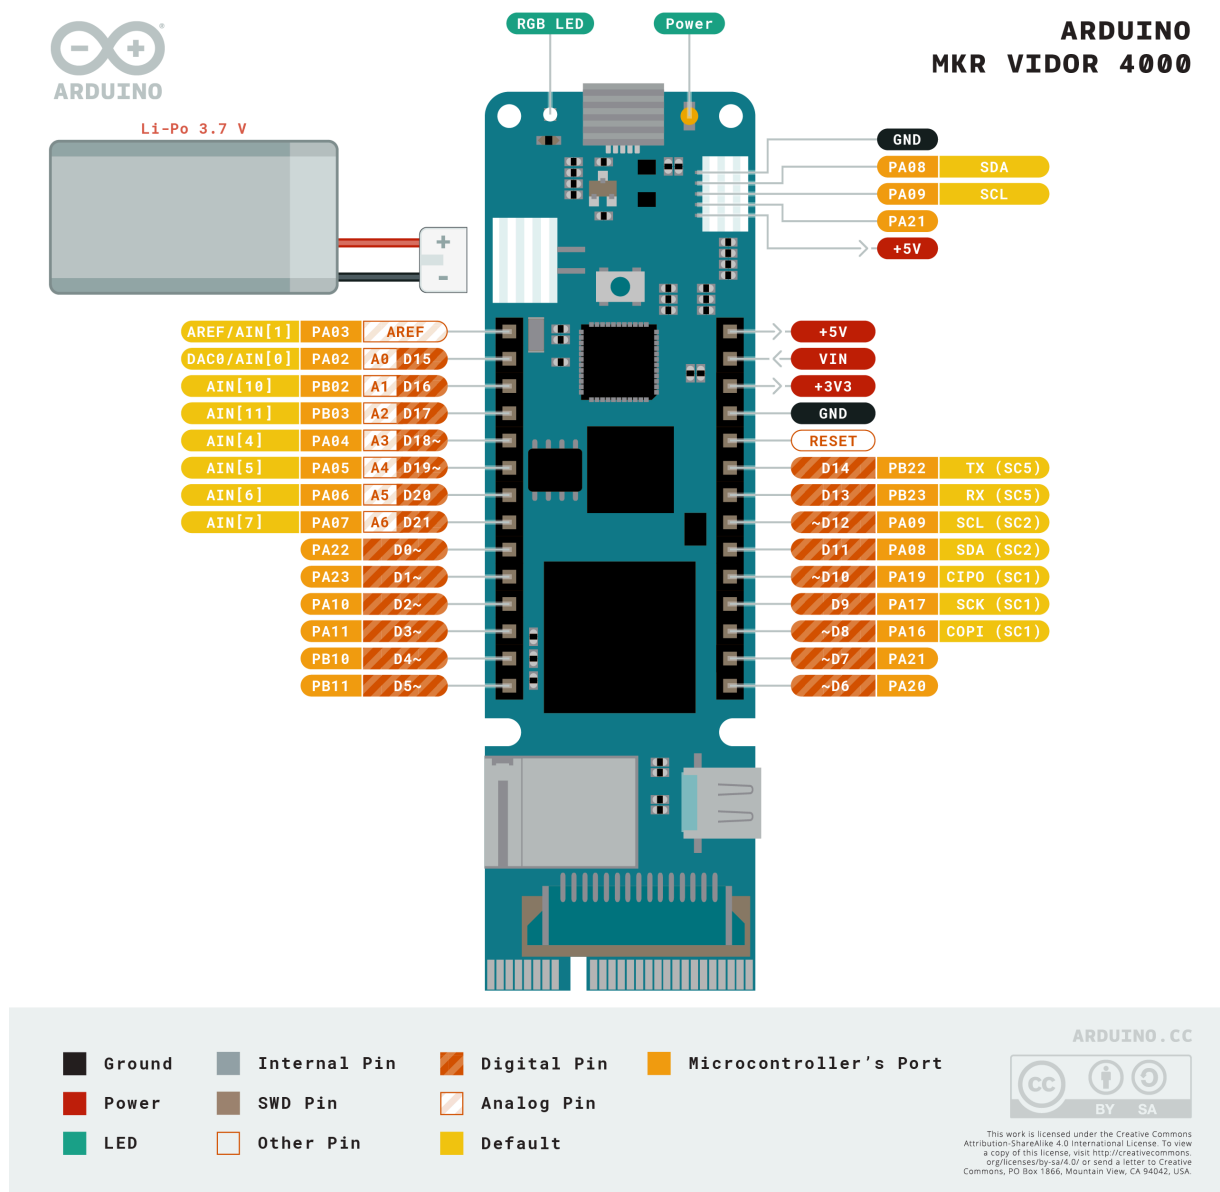 RGB LED
Power
ARDUINO
MKR VIDOR 4000
ARDUINO
Li-Po 3.7 V
+
-
GND
PA08 SDA
PA09 SCL
PA21
+5V
AREF/AIN[1] PA03 AREF
DAC0/AIN[0] PA02 A0 D15
AIN[10] PB02 A1 D16
AIN[11] PB03 A2 D17
AIN[4] PA04 A3 D18~
AIN[5] PA05 A4 D19~
AIN[6] PA06 A5 D20
AIN[7] PA07 A6 D21
PA22 D0~
PA23 D1~
PA10 D2~
PA11 D3~
PB10 D4~
PB11 D5~
+5V
VIN
+3V3
GND
RESET
D14 PB22 TX (SC5)
D13 PB23 RX (SC5)
~D12 PA09 SCL (SC2)
D11 PA08 SDA (SC2)
~D10 PA19 CIPO (SC1)
D9 PA17 SCK (SC1)
~D8 PA16 COPI (SC1)
~D7 PA21
~D6 PA20
Ground
Power
LED
Internal Pin
SWD Pin
Other Pin
Digital Pin
Analog Pin
Default
Microcontroller's Port
ARDUINO.CC
cc
BY SA
This work is licensed under the Creative Commons
Attribution-ShareAlike 4.0 International License. To view
a copy of this license, visit http://creativecommons.
org/licenses/by-sa/4.0/ or send a letter to Creative
Commons, PO Box 1866, Mountain View, CA 94042, USA.